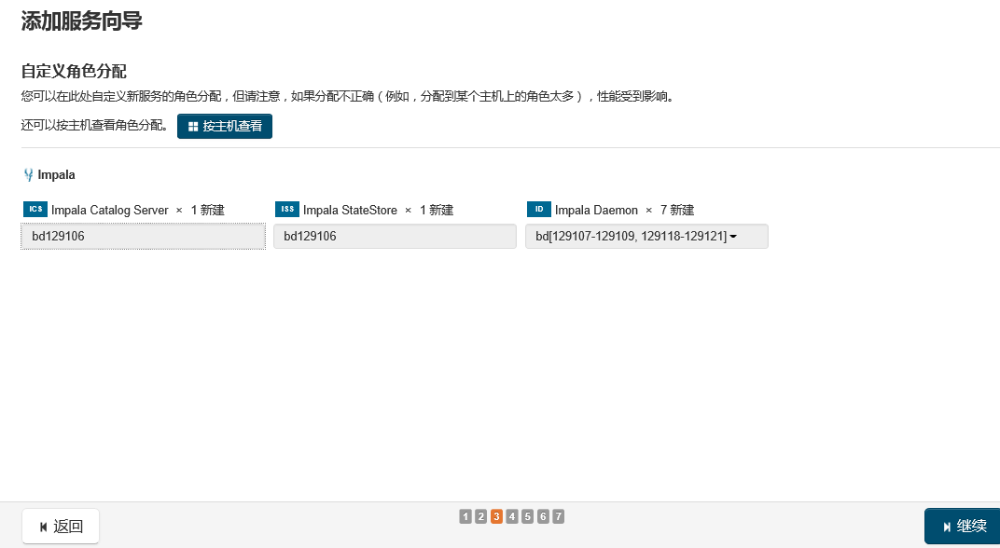 添加服务向导
自定义角色分配
您可以在此处自定义新服务的角色分配，但请注意，如果分配不正确（例如，分配到某个主机上的角色太多），性能受到影响。
还可以按主机查看角色分配。 按主机查看
Impala
ICS Impala Catalog Server × 1 新建 ISS Impala StateStore × 1 新建 ID Impala Daemon × 7 新建
bd129106 bd129106 bd[129107-129109, 129118-129121]
返回 1 2 3 4 5 6 7 继续